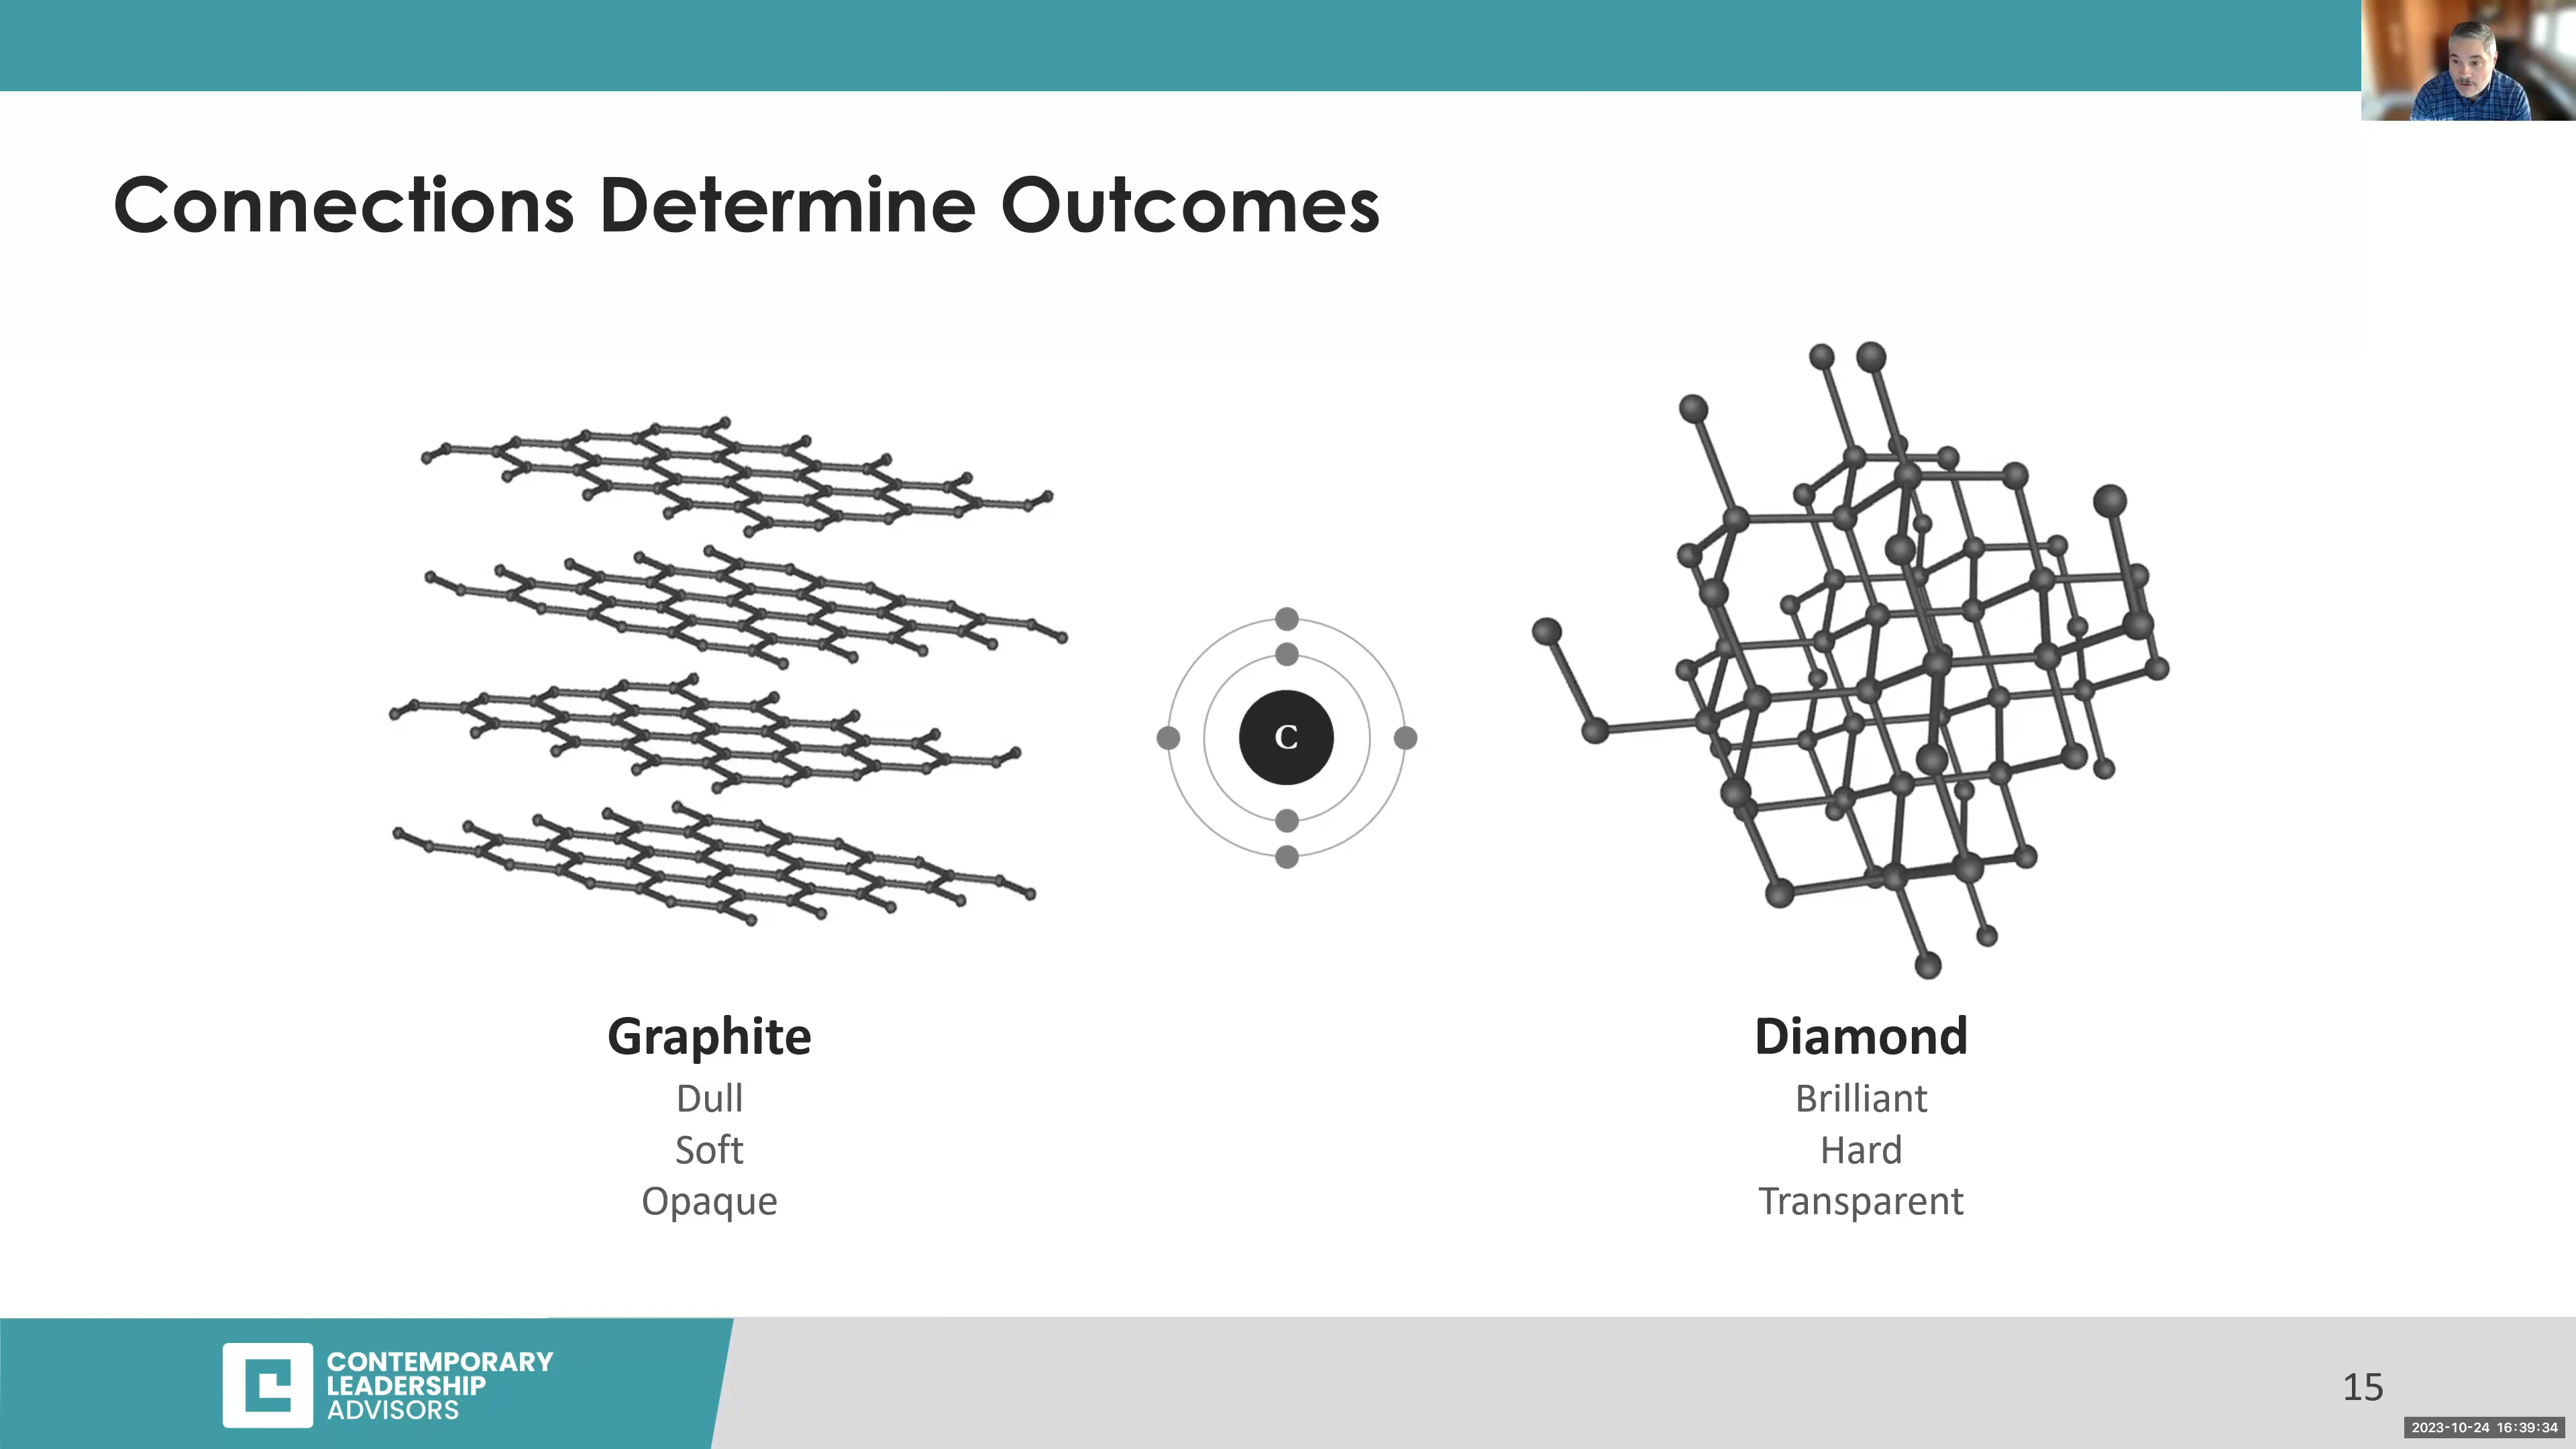 Connections Determine Outcomes
C
Graphite
Dull
Soft
Opaque
Diamond
Brilliant
Hard
Transparent
CONTEMPORARY
LEADERSHIP
ADVISORS
15
2023-10-24 16:39:34